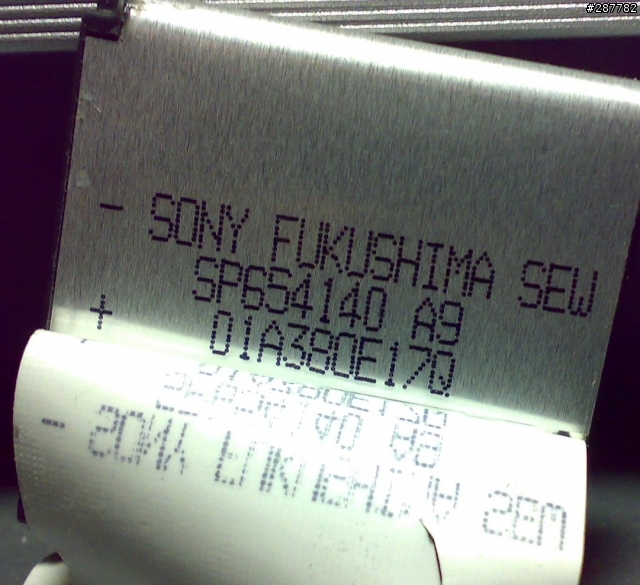 #287782
- SONY FUKUSHIMA SEW
SP654140 A9
+ 01A380E17Q